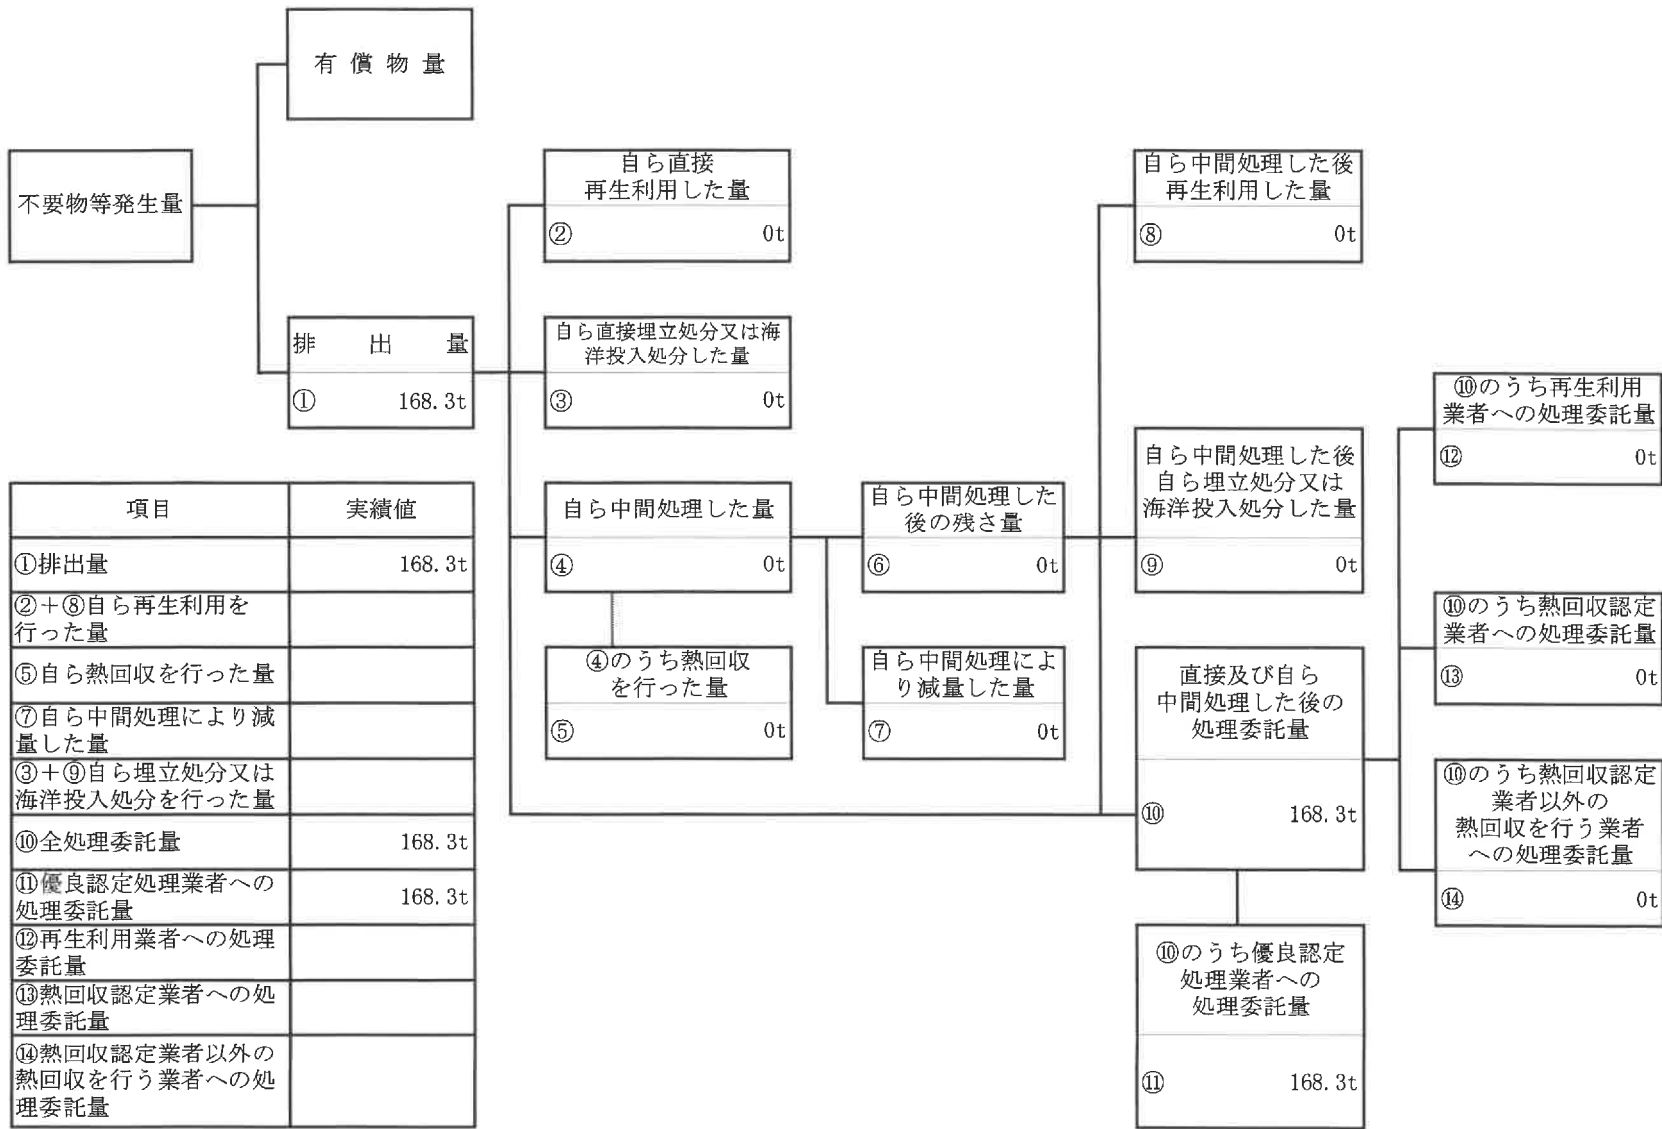 有償物量
不要物等発生量
排出量
① 168.3t
自ら直接
再生利用した量
② 0t
自ら直接埋立処分又は海
洋投入処分した量
③ 0t
自ら中間処理した量
④ 0t
④のうち熱回収
を行った量
⑤ 0t
自ら中間処理した
後の残さ量
⑥ 0t
自ら中間処理によ
り減量した量
⑦ 0t
自ら中間処理した後
再生利用した量
⑧ 0t
自ら中間処理した後
自ら埋立処分又は
海洋投入処分した量
⑨ 0t
直接及び自ら
中間処理した後の
処理委託量
⑩ 168.3t
⑩のうち優良認定
処理業者への
処理委託量
⑪ 168.3t
⑩のうち再生利用
業者への処理委託量
⑫ 0t
⑩のうち熱回収認定
業者への処理委託量
⑬ 0t
⑩のうち熱回収認定
業者以外の
熱回収を行う業者
への処理委託量
⑭ 0t
項目 実績値
①排出量 168.3t
②+⑧自ら再生利用を
行った量
⑤自ら熱回収を行った量
⑦自ら中間処理により減
量した量
③+⑨自ら埋立処分又は
海洋投入処分を行った量
⑩全処理委託量 168.3t
⑪優良認定処理業者への
処理委託量 168.3t
⑫再生利用業者への処理
委託量
⑬熱回収認定業者への処
理委託量
⑭熱回収認定業者以外の
熱回収を行う業者への処
理委託量